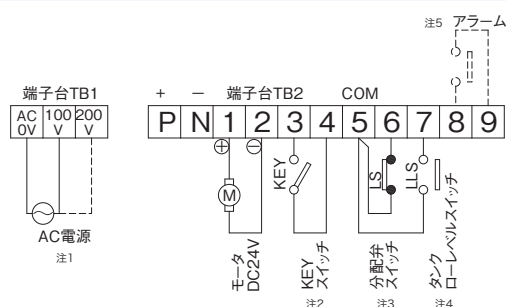 注5 アラーム
端子台TB1
+ − 端子台TB2 COM
AC 0V 100 V 200 V
P N 1 2 3 4 5 6 7 8 9
⊕ ⊖
KEY
LS
LLS
M
AC電源
注1
モータ
DC24V
KEY
スイッチ
注2
分配弁
スイッチ
注3
タンク
ローレベルスイッチ
注4